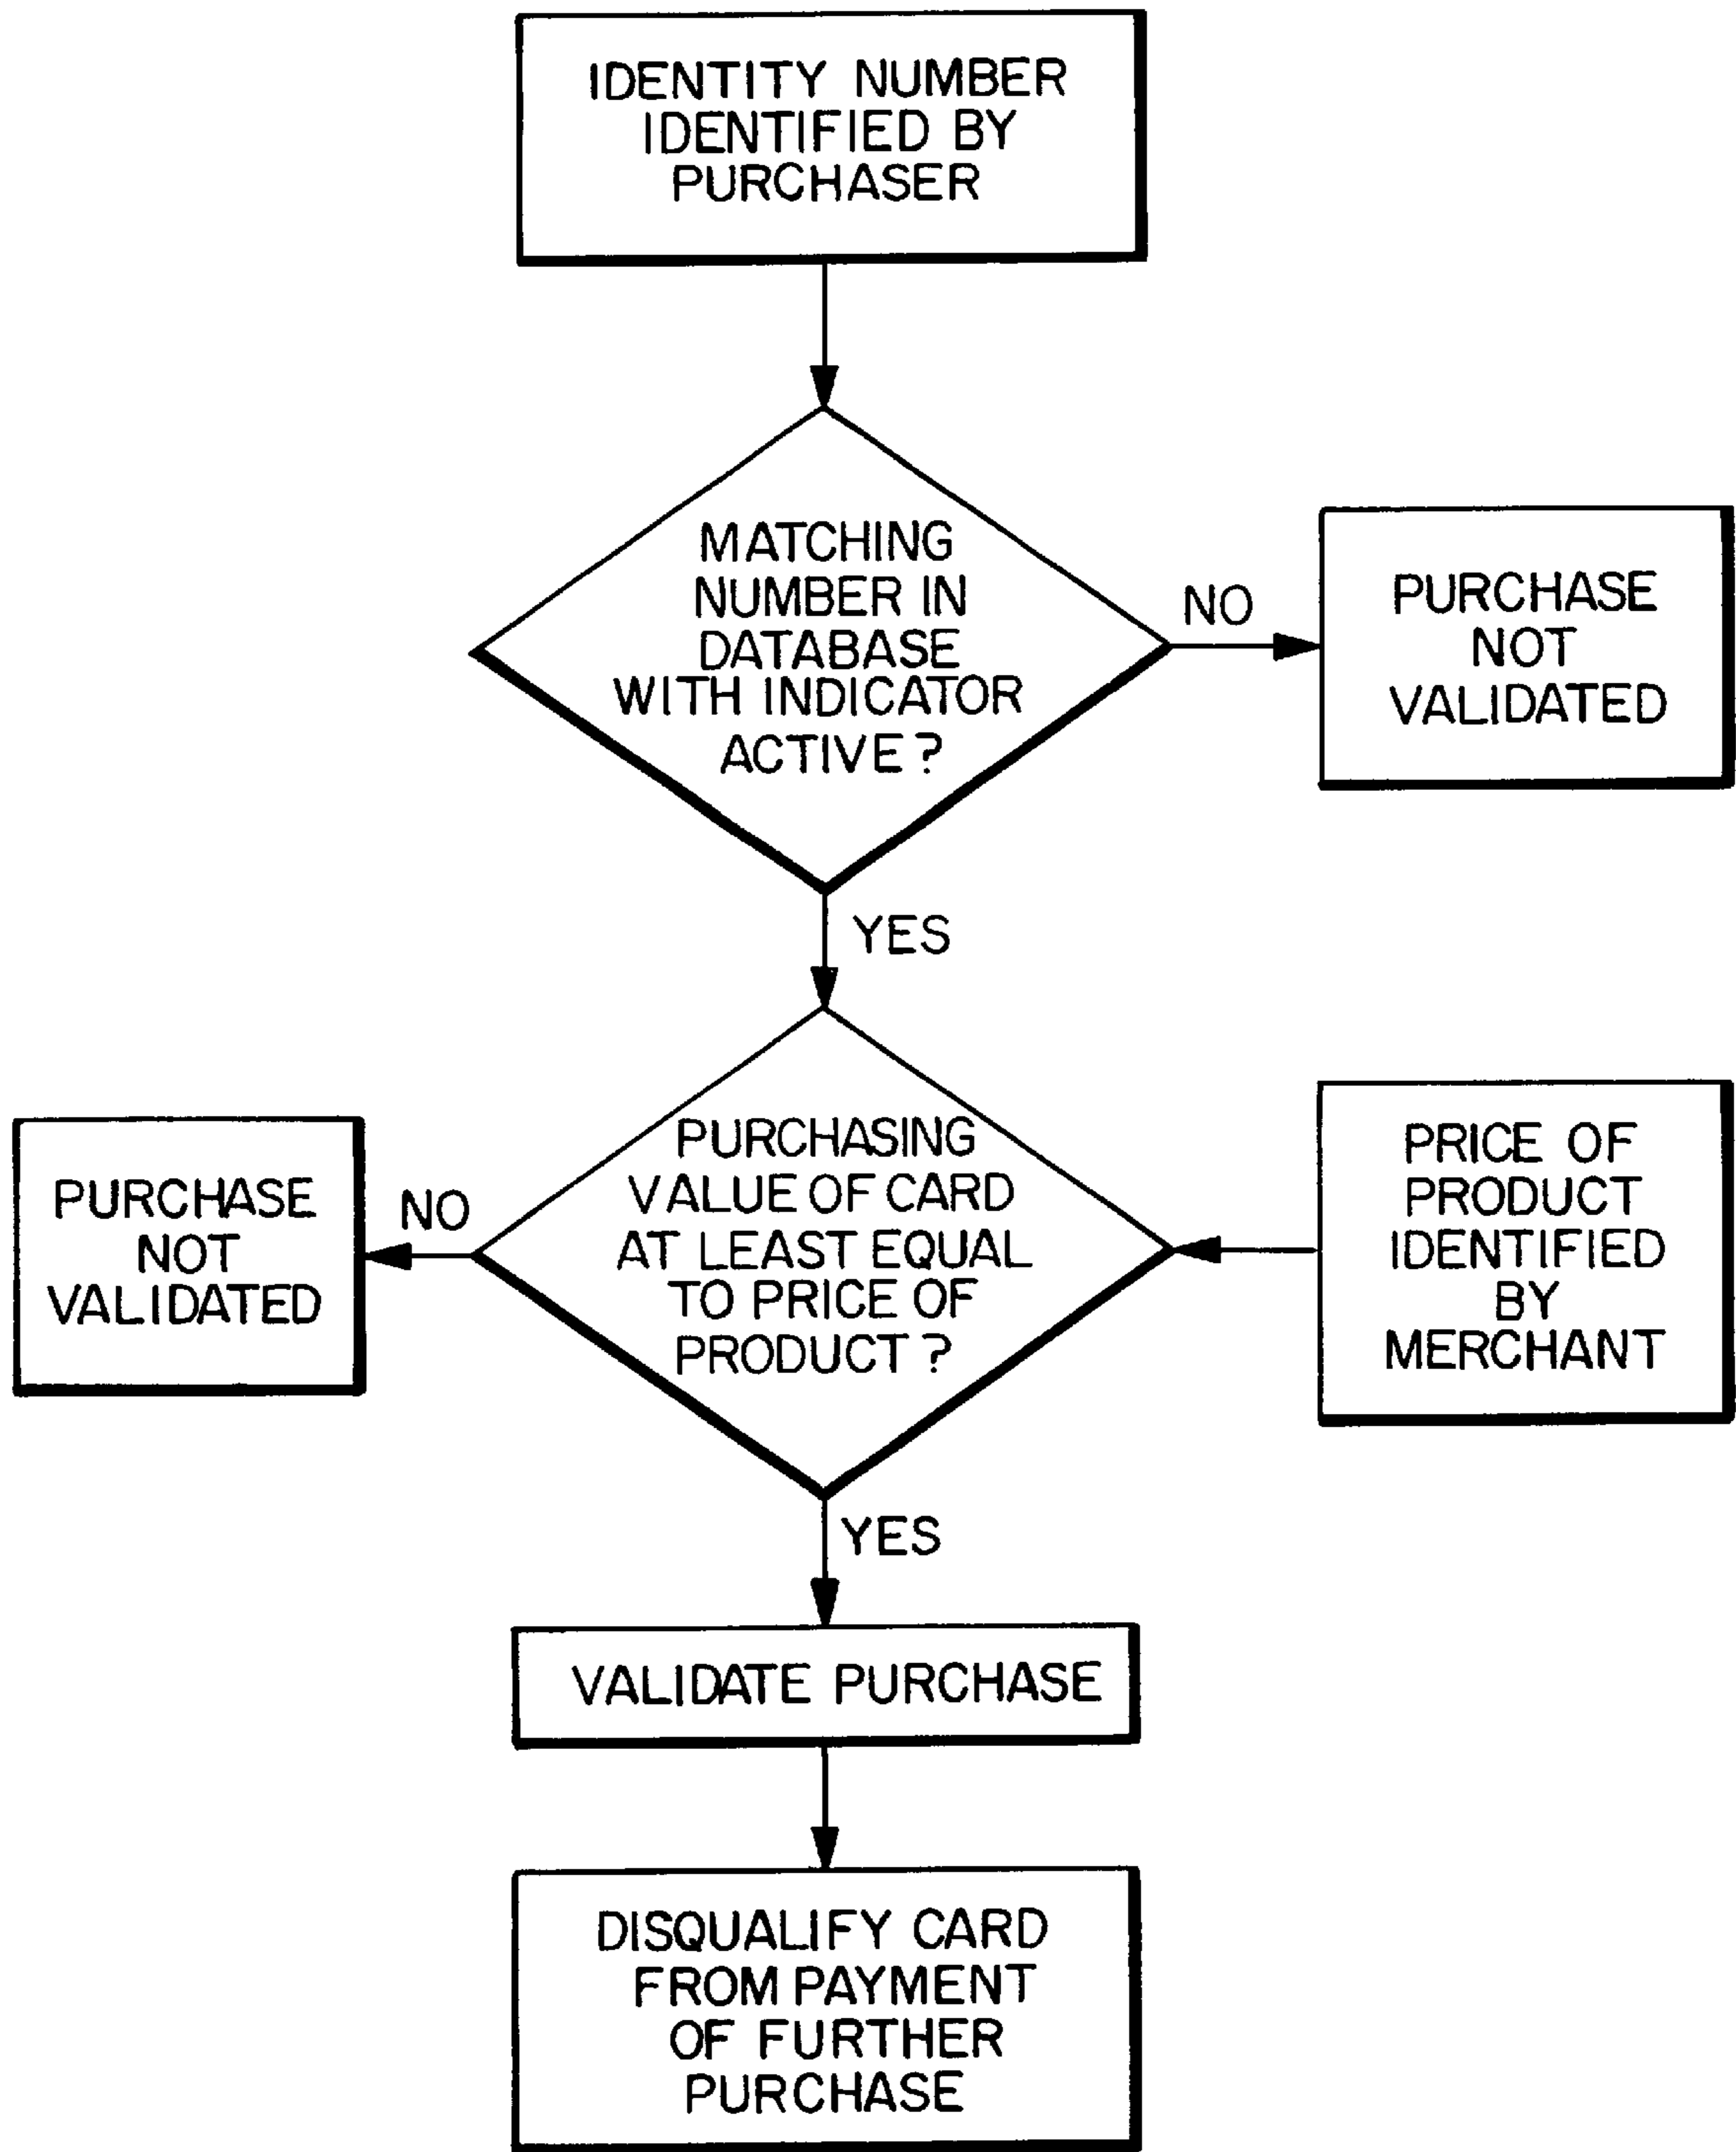 IDENTITY NUMBER
IDENTIFIED BY
PURCHASER
MATCHING
NUMBER IN
DATABASE
WITH INDICATOR
ACTIVE ?
NO
PURCHASE
NOT
VALIDATED
YES
PURCHASE
NOT
VALIDATED
NO
PURCHASING
VALUE OF CARD
AT LEAST EQUAL
TO PRICE OF
PRODUCT ?
PRICE OF
PRODUCT
IDENTIFIED
BY
MERCHANT
YES
VALIDATE PURCHASE
DISQUALIFY CARD
FROM PAYMENT
OF FURTHER
PURCHASE